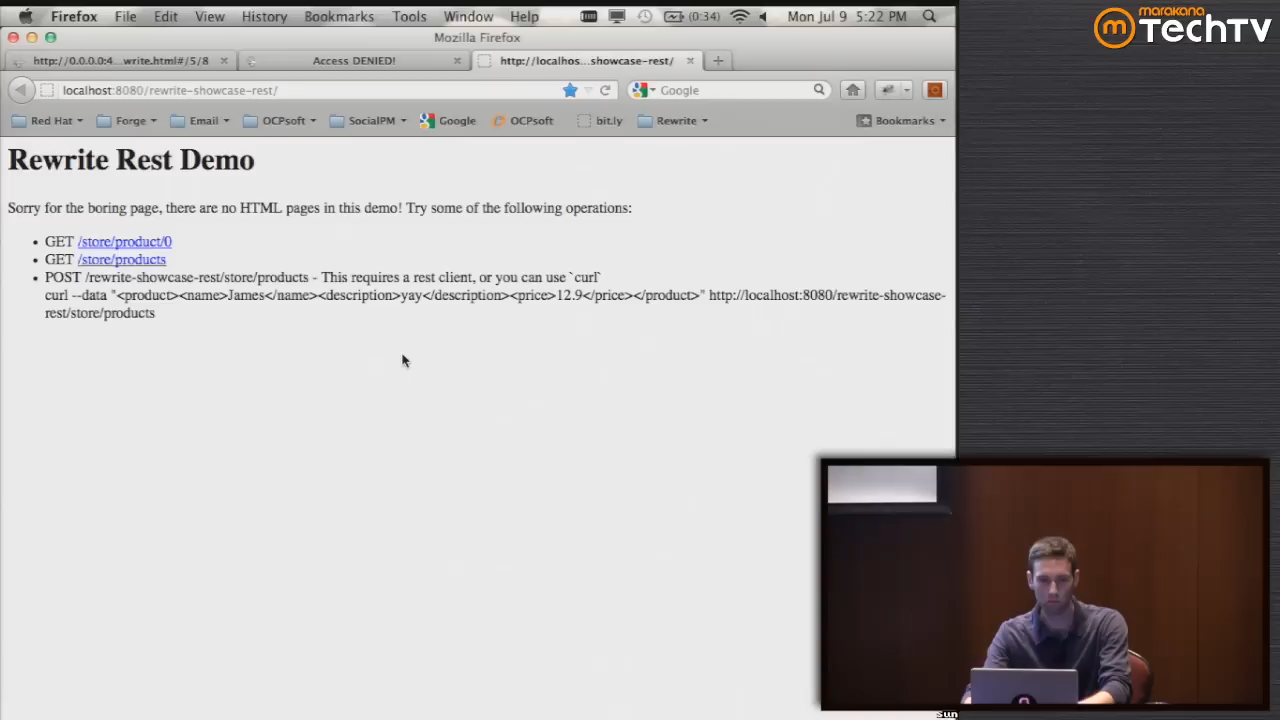 Firefox File Edit View History Bookmarks Tools Window Help (0:34) Mon Jul 9 5:22 PM
marakana
TechTV
Mozilla Firefox
http://0.0.0.0:4...write.html#/5/8 Access DENIED! http://localhos...showcase-rest/
localhost:8080/rewrite-showcase-rest/ Google
Red Hat Forge Email OCPsoft SocialPM Google OCPsoft bit.ly Rewrite Bookmarks
Rewrite Rest Demo
Sorry for the boring page, there are no HTML pages in this demo! Try some of the following operations:
• GET /store/product/0
• GET /store/products
• POST /rewrite-showcase-rest/store/products - This requires a rest client, or you can use `curl`
curl --data "<product><name>James</name><description>yay</description><price>12.9</price></product>" http://localhost:8080/rewrite-showcase-
rest/store/products
sun